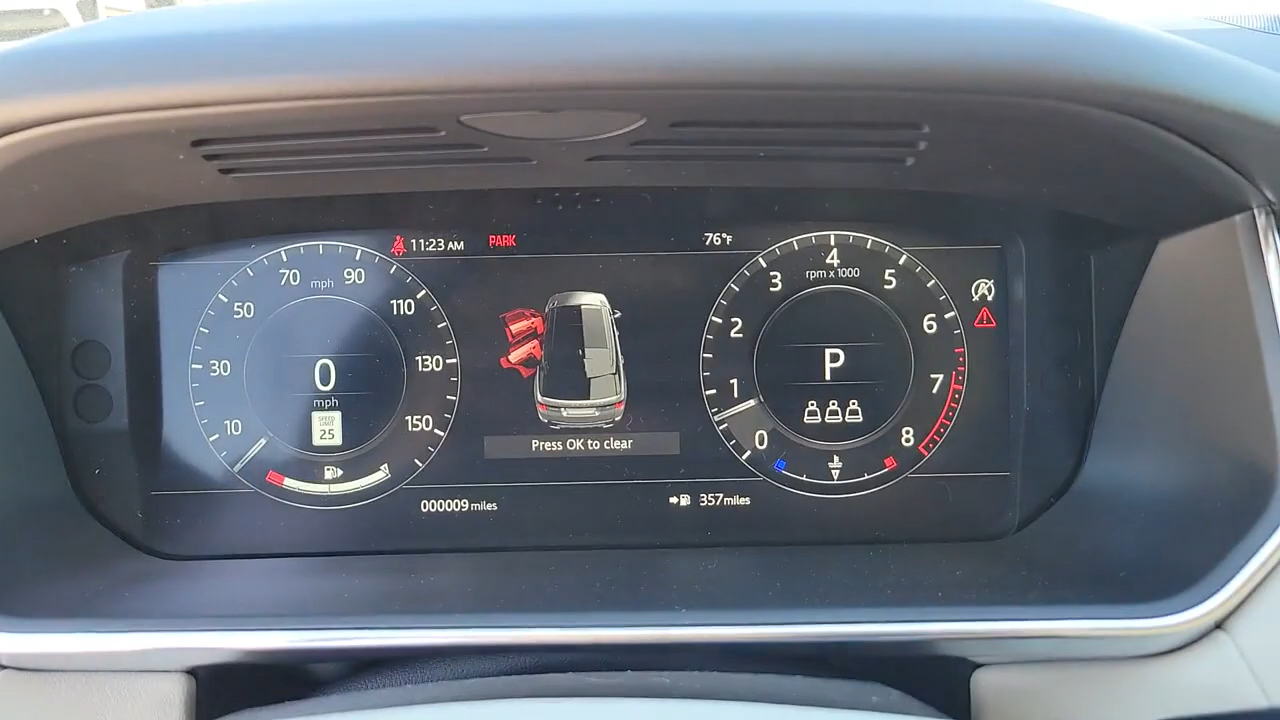 11:23 AM
PARK
76°F
70 mph 90
50
110
30
130
10
150
0
mph
SPEED
LIMIT
25
Press OK to clear
4
rpm x 1000
3
5
2
6
1
7
0
8
P
000009 miles
357 miles